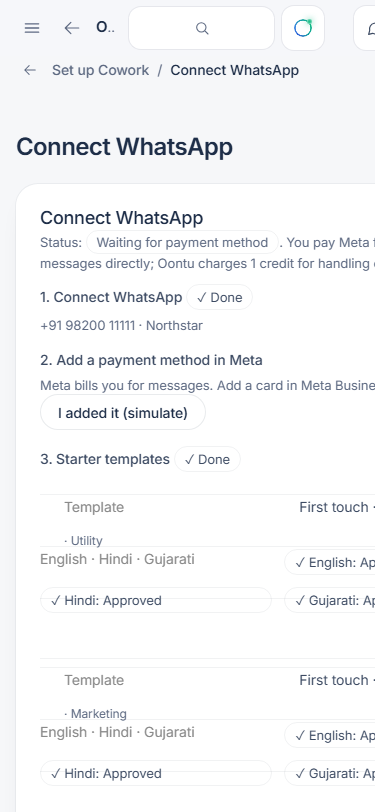 O..
Set up Cowork / Connect WhatsApp
Connect WhatsApp
Connect WhatsApp
Status: Waiting for payment method . You pay Meta
messages directly; Oontu charges 1 credit for handling
1. Connect WhatsApp ✓ Done
+91 98200 11111 · Northstar
2. Add a payment method in Meta
Meta bills you for messages. Add a card in Meta Busine
I added it (simulate)
3. Starter templates ✓ Done
Template First touch ·
· Utility
English · Hindi · Gujarati ✓ English: Ap
✓ Hindi: Approved ✓ Gujarati: Ap
Template First touch ·
· Marketing
English · Hindi · Gujarati ✓ English: Ap
✓ Hindi: Approved ✓ Gujarati: Ap